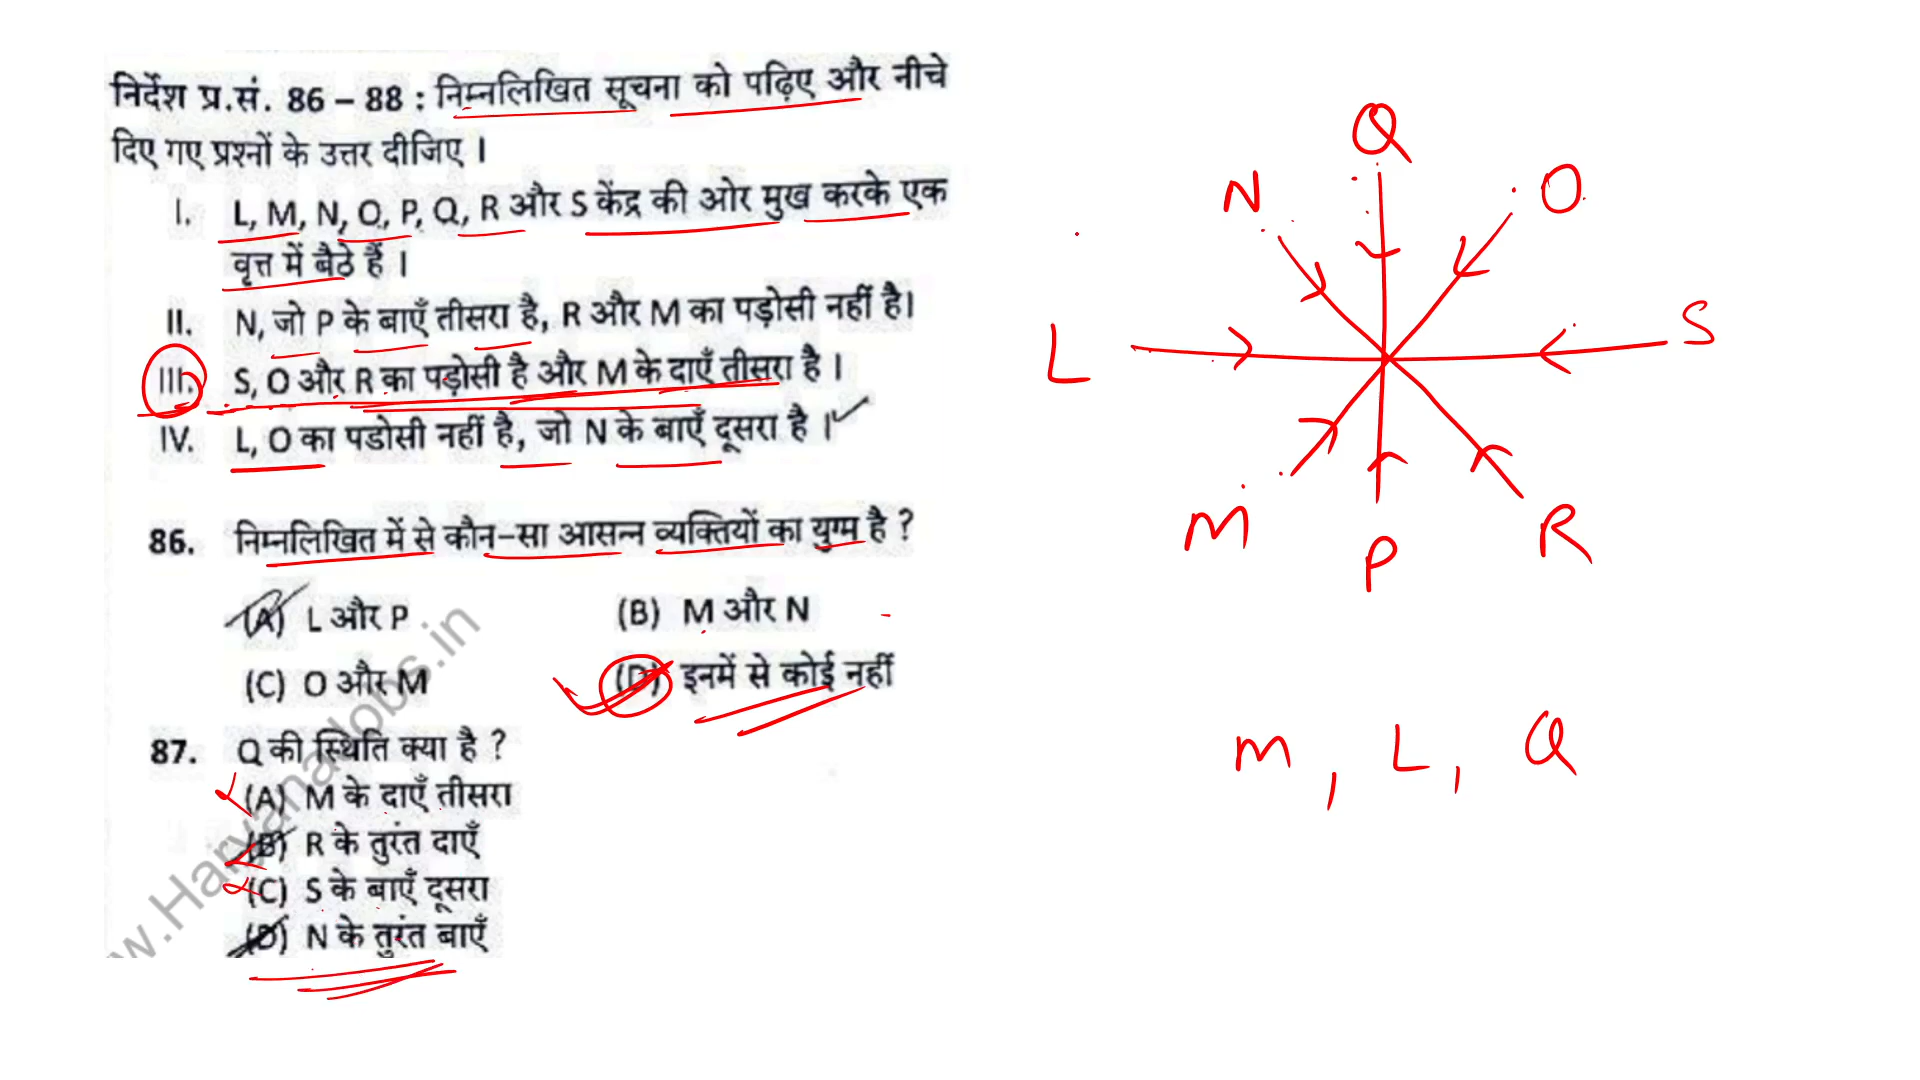 निर्देश प्र.सं. 86 – 88 : निम्नलिखित सूचना को पढ़िए और नीचे
दिए गए प्रश्नों के उत्तर दीजिए ।
I. L, M, N, O, P, Q, R और S केंद्र की ओर मुख करके एक
वृत्त में बैठे हैं ।
II. N, जो P के बाएँ तीसरा है, R और M का पड़ोसी नहीं है।
III. S, O और R का पड़ोसी है और M के दाएँ तीसरा है ।
IV. L, O का पडोसी नहीं है, जो N के बाएँ दूसरा है ।
86. निम्नलिखित में से कौन-सा आसन्न व्यक्तियों का युग्म है ?
(A) L और P (B) M और N
(C) O और M (D) इनमें से कोई नहीं
87. Q की स्थिति क्या है ?
(A) M के दाएँ तीसरा
(B) R के तुरंत दाएँ
(C) S के बाएँ दूसरा
(D) N के तुरंत बाएँ
w.Haryanajobs.in
Q
N O
L S
M R
P
M, L, Q